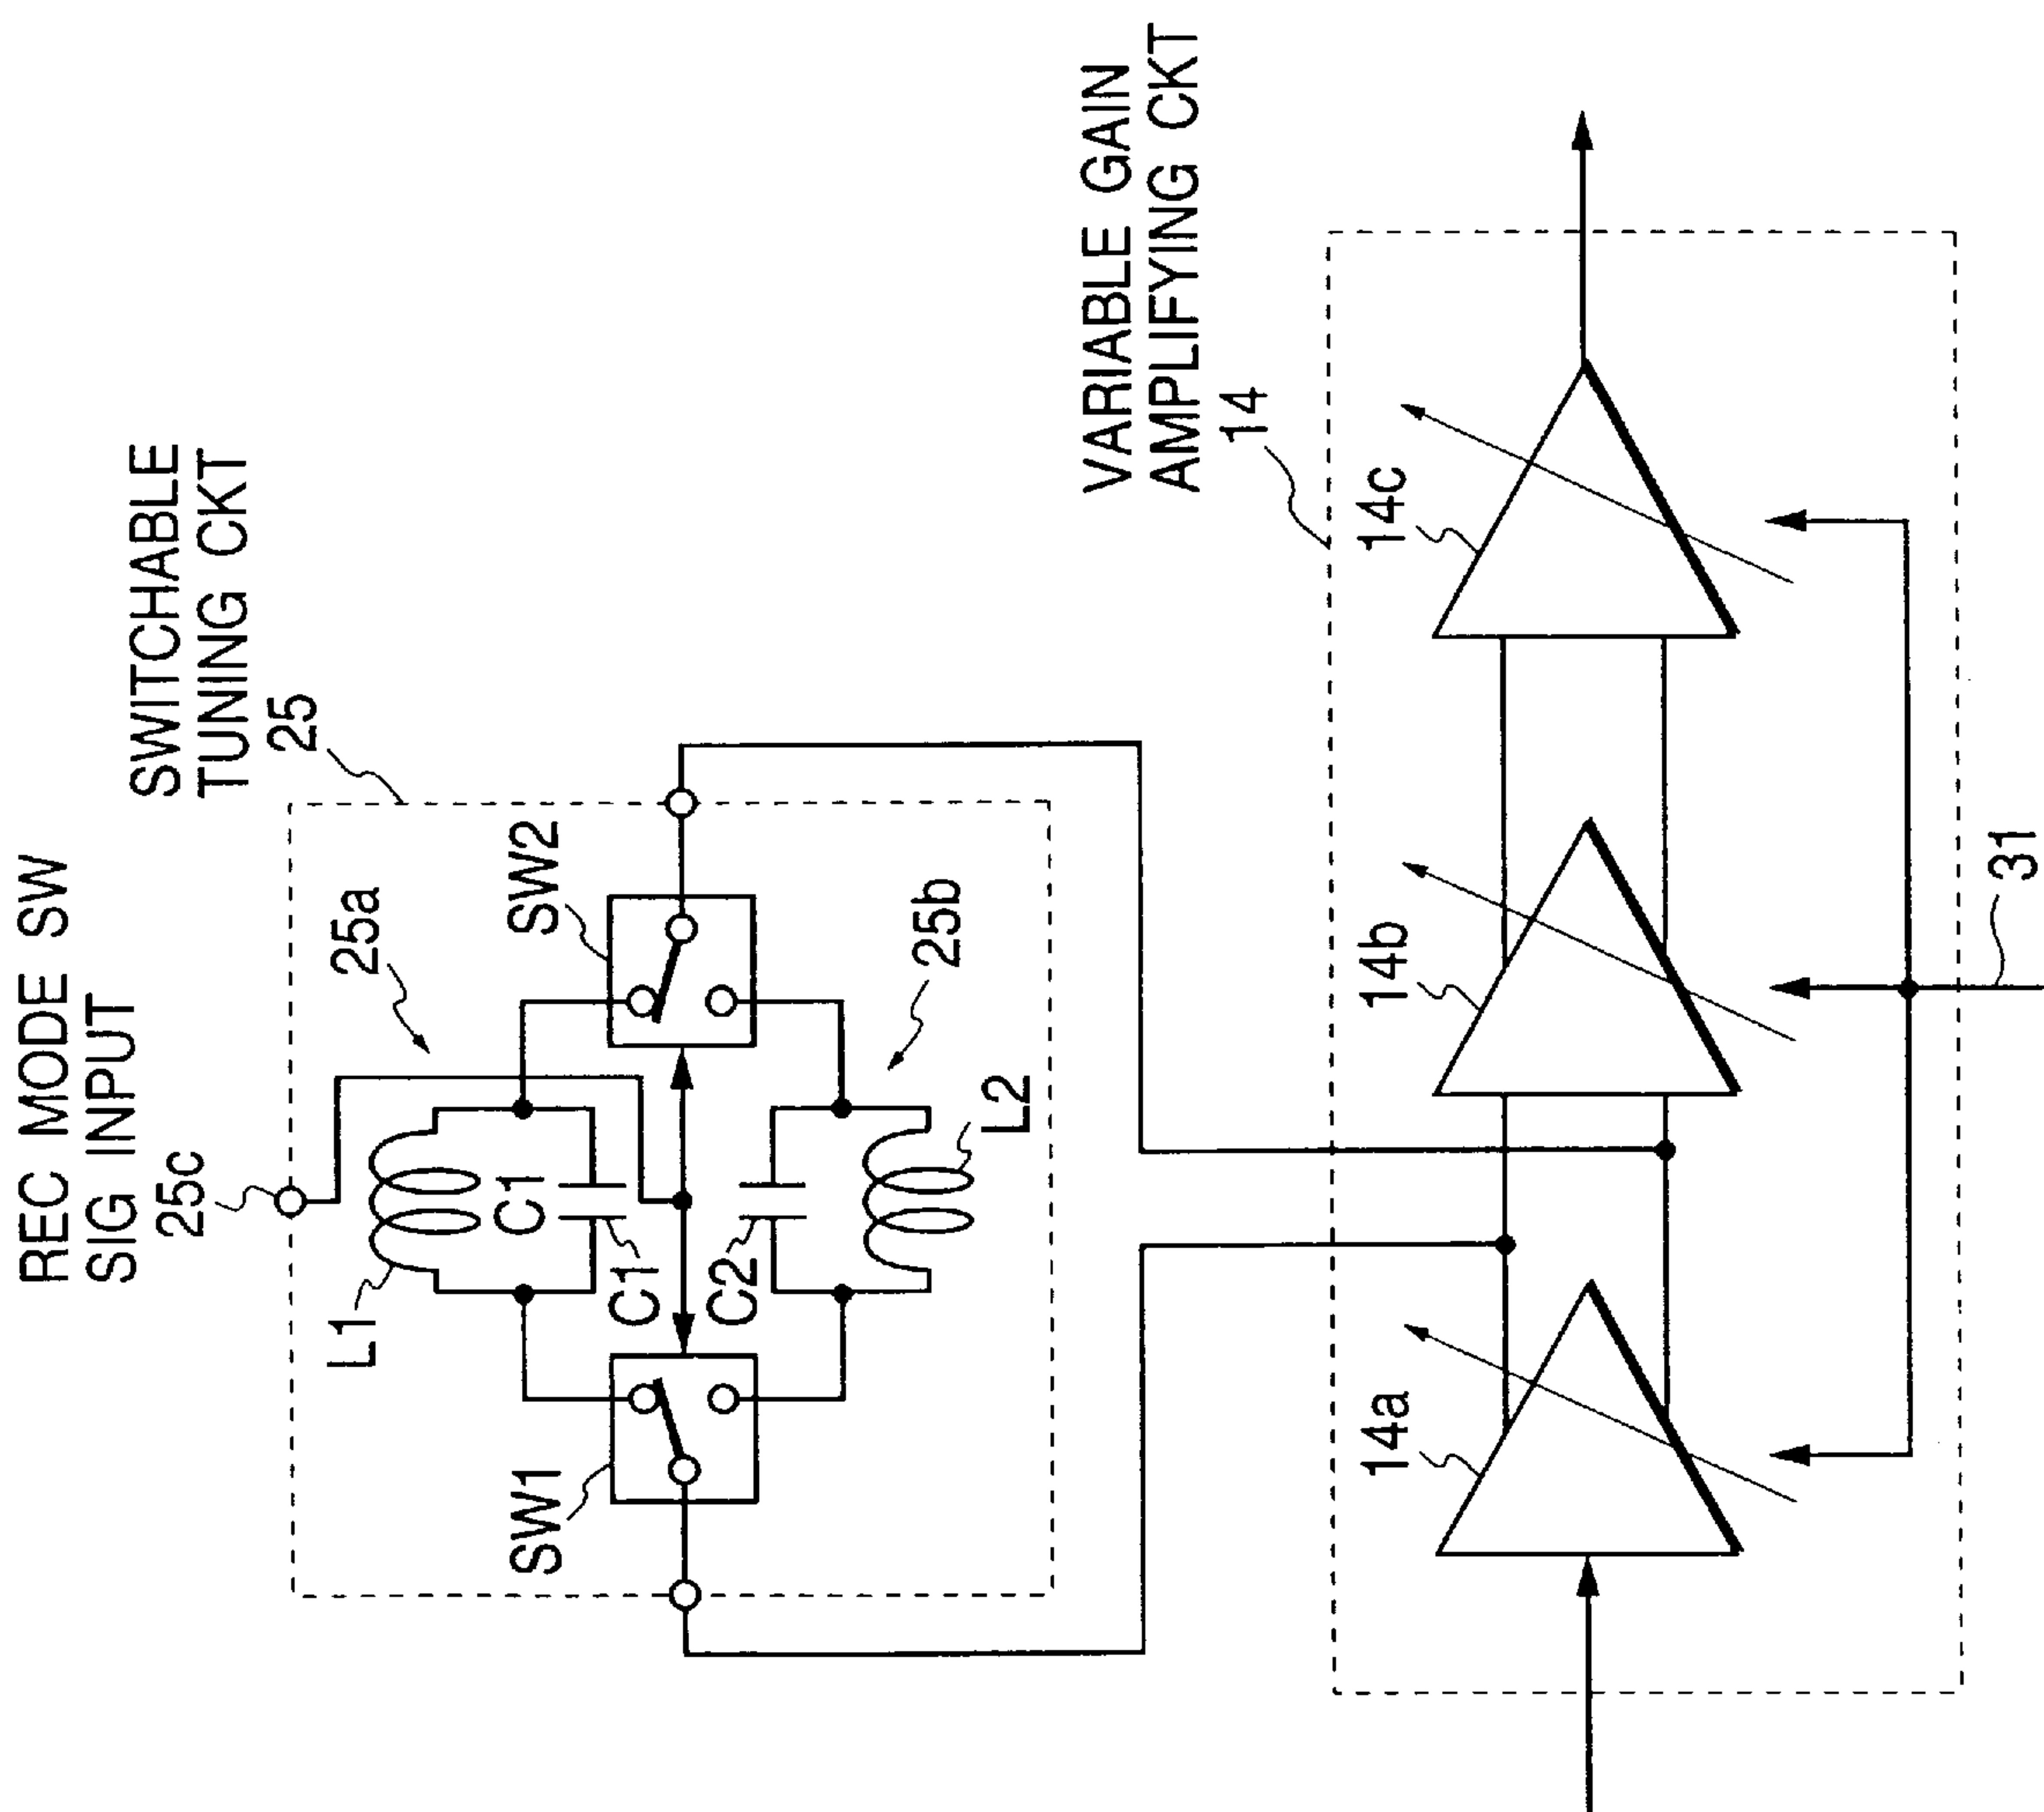 REC MODE SW
SIG INPUT
25c
SWITCHABLE
TUNING CKT
25
L1
25a
C1
C1
SW1
SW2
C2
25b
L2
VARIABLE GAIN
AMPLIFYING CKT
14
14a
14b
14c
31